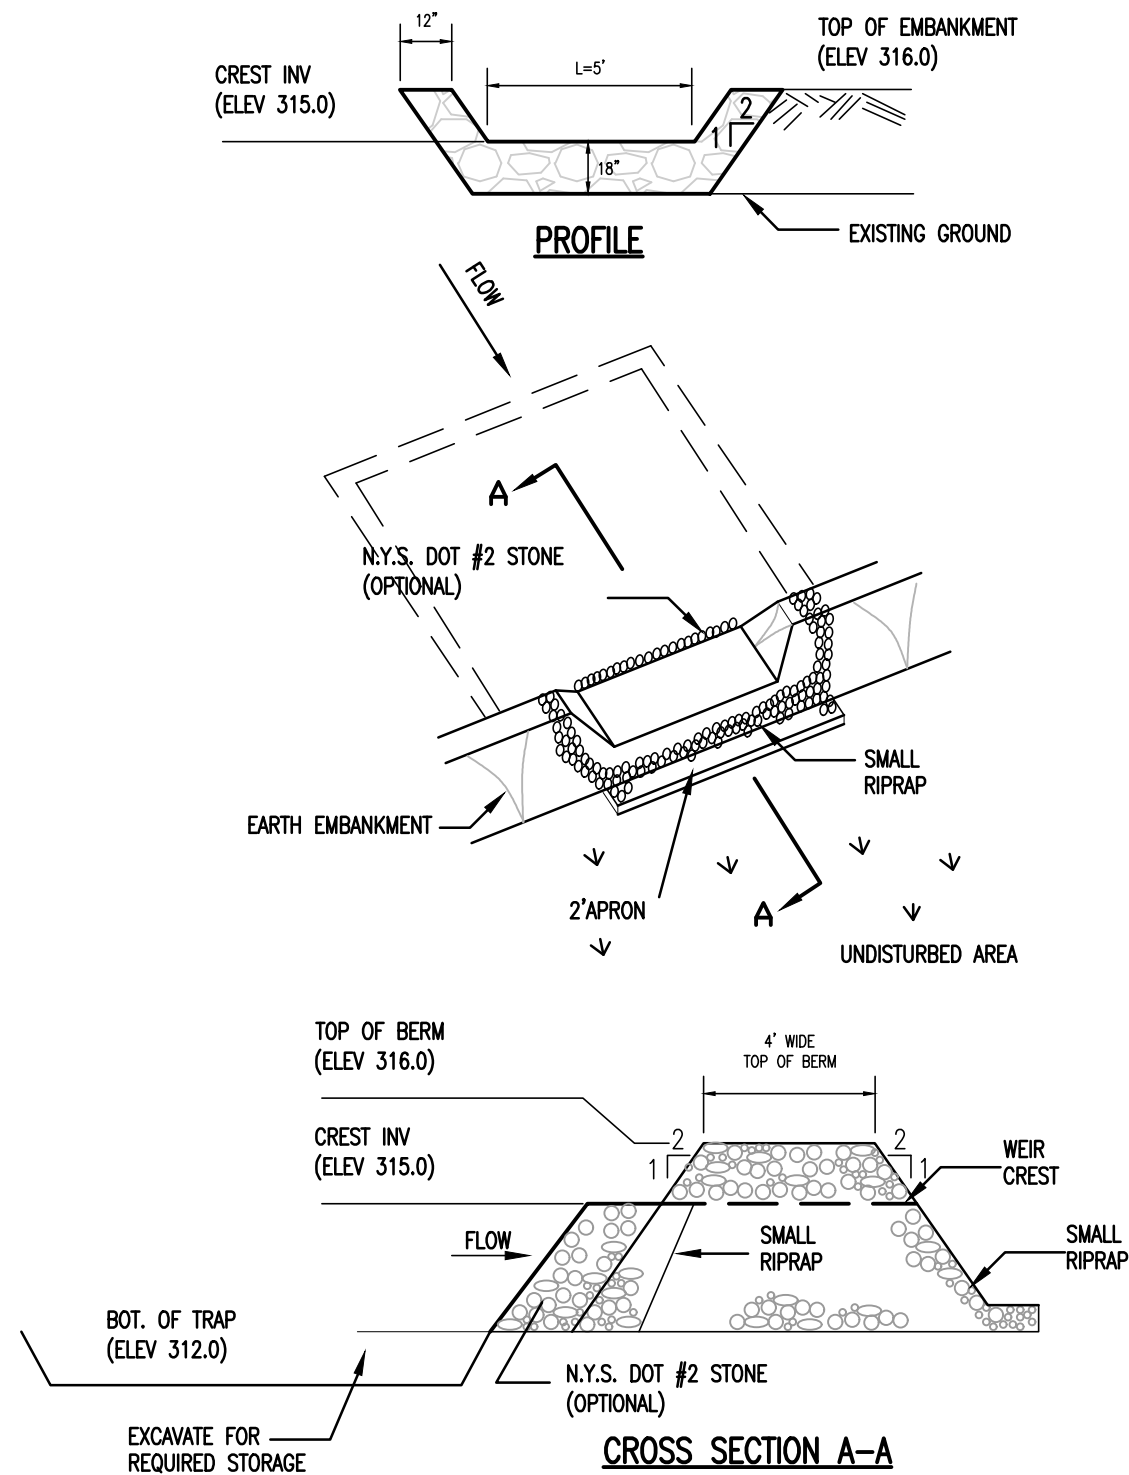 12"
TOP OF EMBANKMENT
(ELEV 316.0)
CREST INV
(ELEV 315.0)
L=5'
2
1
18"
EXISTING GROUND
PROFILE
FLOW
A
N.Y.S. DOT #2 STONE
(OPTIONAL)
SMALL
RIPRAP
EARTH EMBANKMENT
2'APRON
A
UNDISTURBED AREA
TOP OF BERM
(ELEV 316.0)
4' WIDE
TOP OF BERM
CREST INV
(ELEV 315.0)
2
1
2
1
WEIR
CREST
FLOW
SMALL
RIPRAP
SMALL
RIPRAP
BOT. OF TRAP
(ELEV 312.0)
N.Y.S. DOT #2 STONE
(OPTIONAL)
EXCAVATE FOR
REQUIRED STORAGE
CROSS SECTION A-A